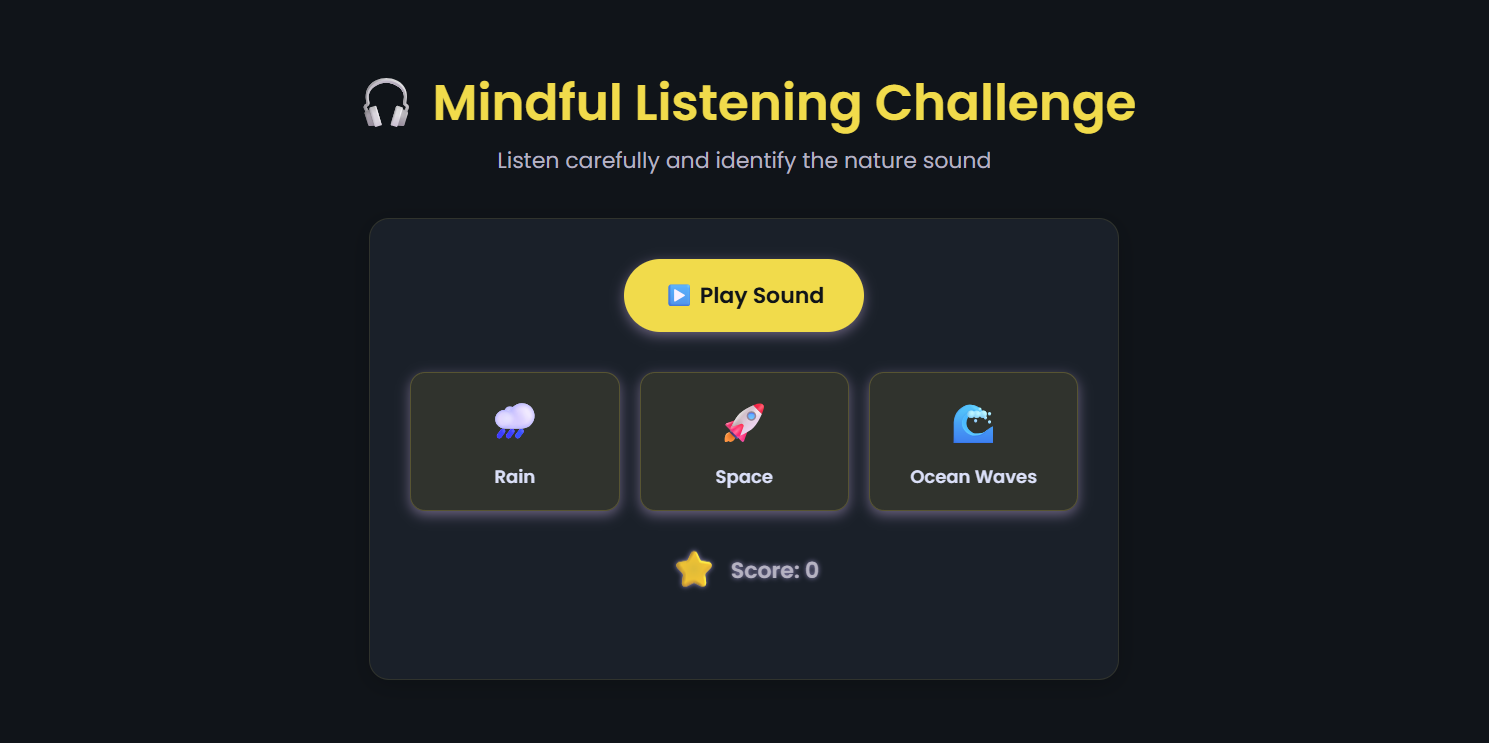 Mindful Listening Challenge
Listen carefully and identify the nature sound
Play Sound
Rain
Space
Ocean Waves
Score: 0